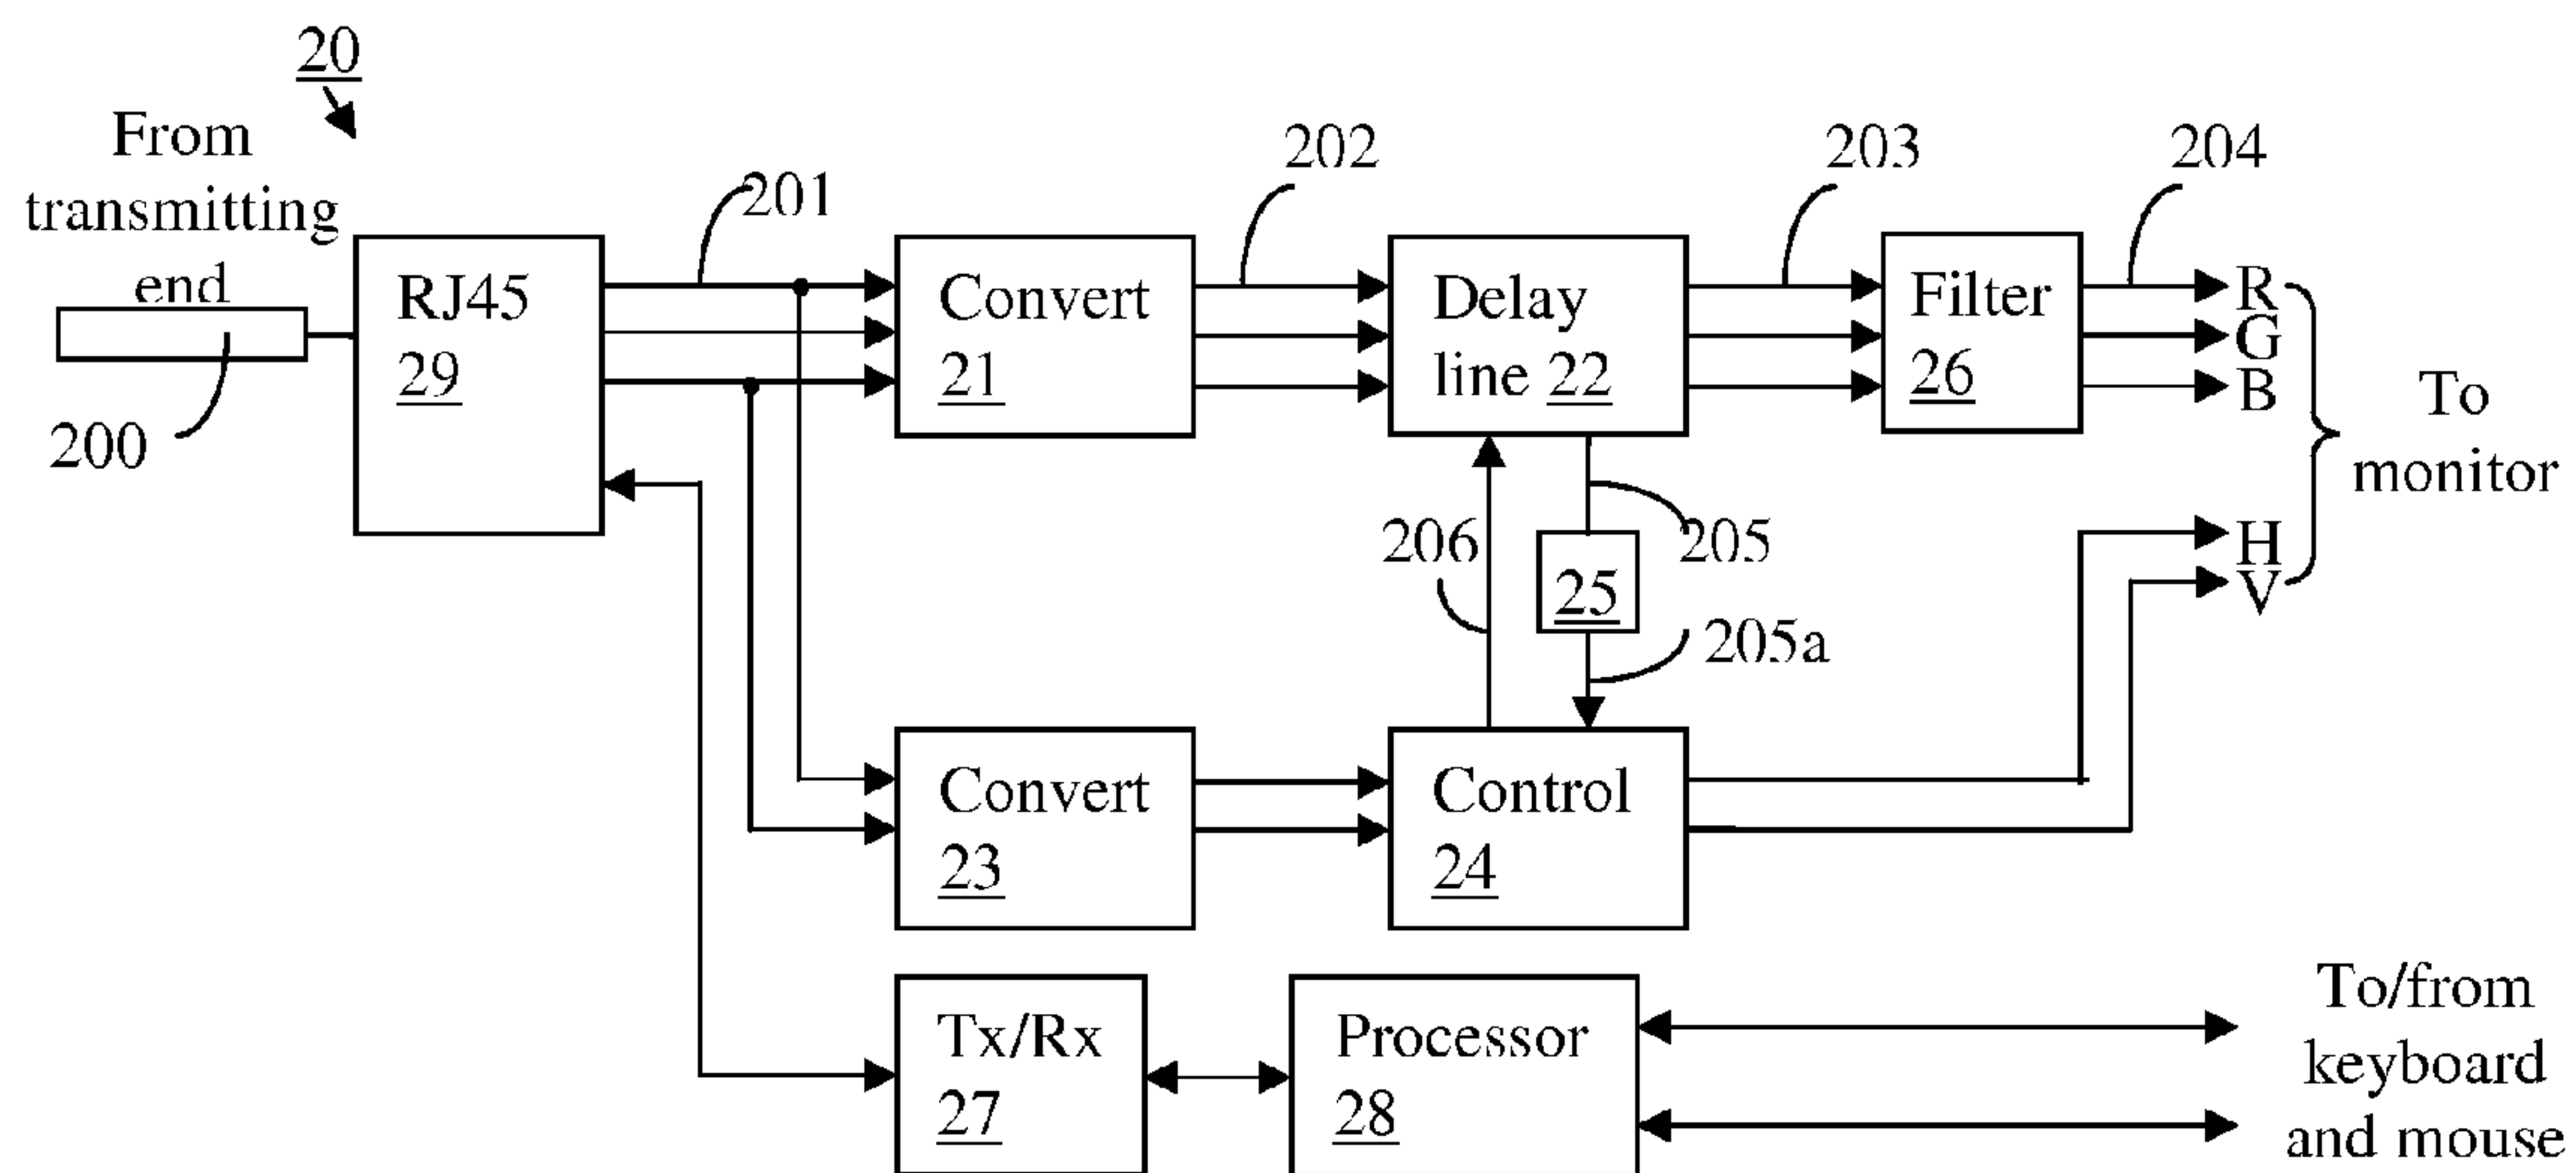 20
From
transmitting
end
200
RJ45
29
201
Convert
21
202
Delay
line 22
203
Filter
26
204
R
G
B
H
V
To
monitor
206
205
25
205a
Convert
23
Control
24
Tx/Rx
27
Processor
28
To/from
keyboard
and mouse